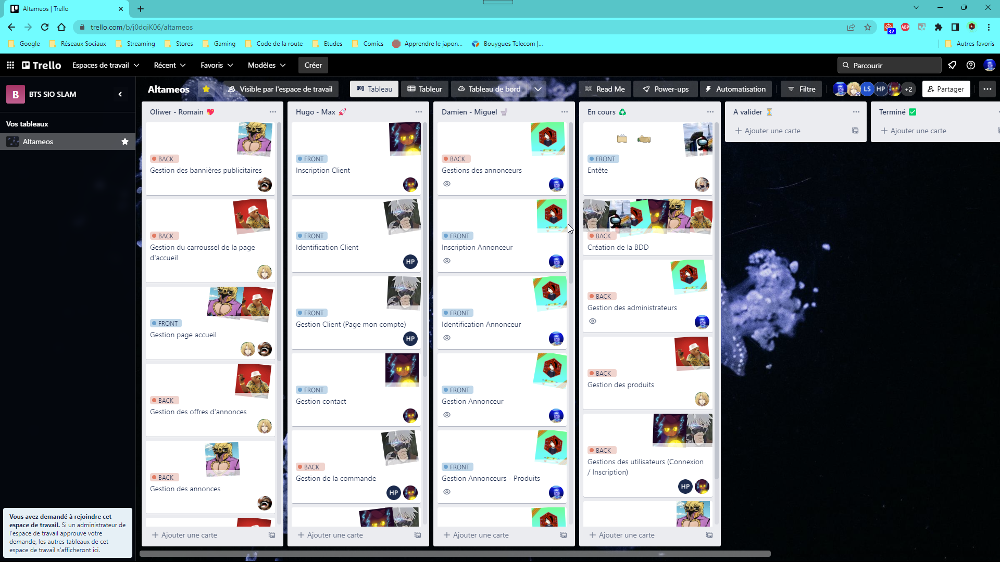 Altameos | Trello
trello.com/b/j0dqiK06/altameos
32
ABP
Google
Réseaux Sociaux
Streaming
Stores
Gaming
Code de la route
Etudes
Comics
Apprendre le japon...
Bouygues Telecom |...
Autres favoris
Trello
Espaces de travail
Récent
Favoris
Modèles
Créer
Parcourir
B
BTS SIO SLAM
Altameos
Visible par l'espace de travail
Tableau
Tableur
Tableau de bord
Read Me
Power-ups
Automatisation
Filtre
LS
HP
+2
Partager
Vos tableaux
Altameos
Vous avez demandé à rejoindre cet
espace de travail. Si un administrateur de
l'espace de travail approuve votre
demande, les autres tableaux de cet
espace de travail s'afficheront ici.
Oliwer - Romain 💖
BACK
Gestion des bannières publicitaires
BACK
Gestion du carroussel de la page
d'accueil
FRONT
Gestion page accueil
BACK
Gestion des offres d'annonces
BACK
Gestion des annonces
Ajouter une carte
Hugo - Max 🚀
FRONT
Inscription Client
FRONT
Identification Client
HP
FRONT
Gestion Client (Page mon compte)
HP
FRONT
Gestion contact
BACK
Gestion de la commande
HP
Ajouter une carte
Damien - Miguel 🚽
BACK
Gestions des annonceurs
FRONT
Inscription Annonceur
FRONT
Identification Annonceur
FRONT
Gestion Annonceur
FRONT
Gestion Annonceurs - Produits
Ajouter une carte
En cours ♻️
FRONT
Entête
BACK
Création de la BDD
BACK
Gestion des administrateurs
BACK
Gestion des produits
BACK
Gestions des utilisateurs (Connexion
/ Inscription)
HP
Ajouter une carte
A valider ⏳
Ajouter une carte
Terminé ✅
Ajouter une carte